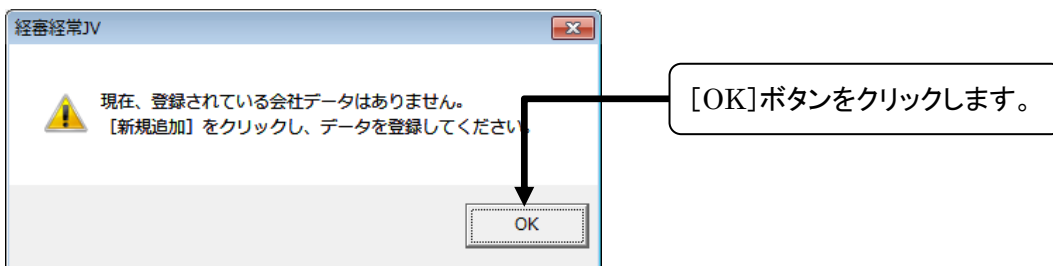 経審経常JV
現在、登録されている会社データはありません。
[新規追加] をクリックし、データを登録してください。
[OK]ボタンをクリックします。
OK